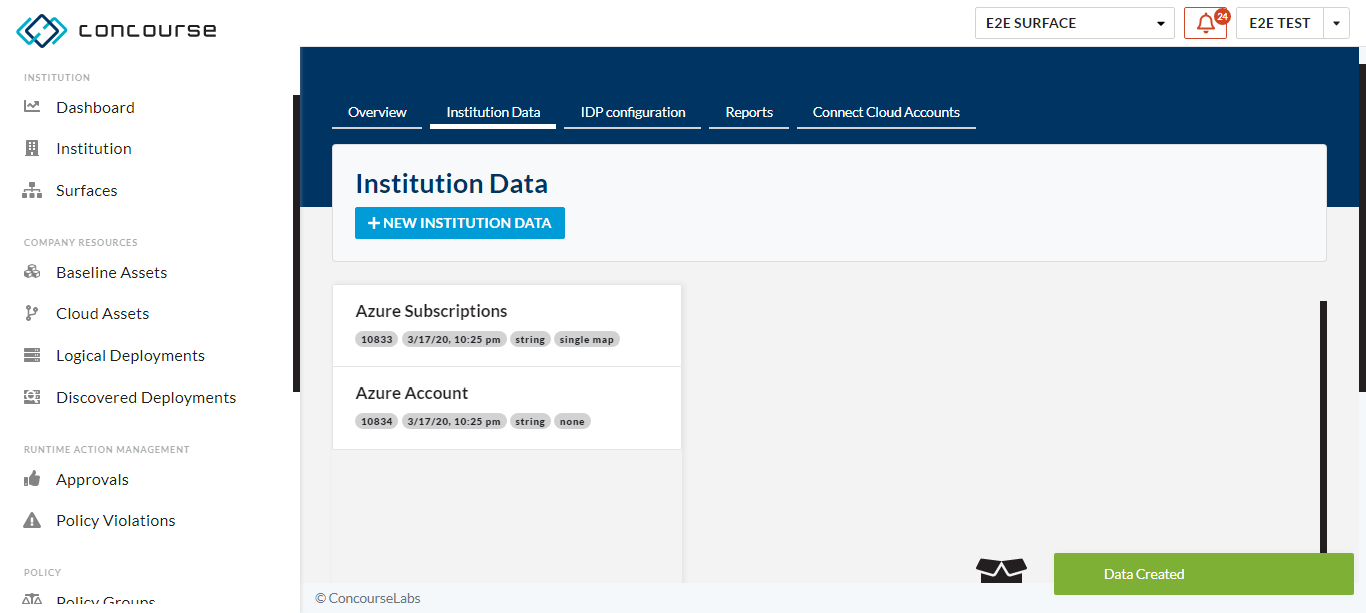 concourse
E2E SURFACE
24
E2E TEST
INSTITUTION
Dashboard
Institution
Surfaces
COMPANY RESOURCES
Baseline Assets
Cloud Assets
Logical Deployments
Discovered Deployments
RUNTIME ACTION MANAGEMENT
Approvals
Policy Violations
POLICY
Policy Groups
Overview
Institution Data
IDP configuration
Reports
Connect Cloud Accounts
Institution Data
+ NEW INSTITUTION DATA
Azure Subscriptions
10833 3/17/20, 10:25 pm string single map
Azure Account
10834 3/17/20, 10:25 pm string none
Data Created
© ConcourseLabs